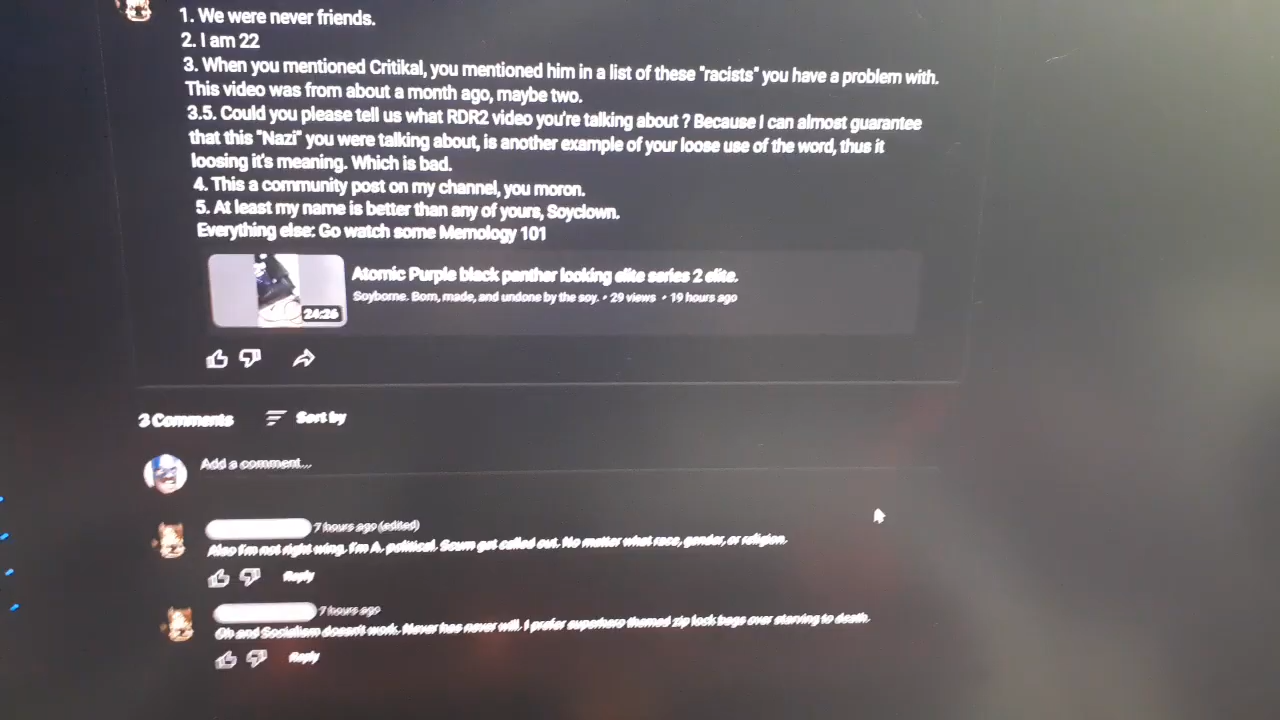 1. We were never friends.
2. I am 22
3. When you mentioned Critikal, you mentioned him in a list of these "racists" you have a problem with.
This video was from about a month ago, maybe two.
3.5. Could you please tell us what RDR2 video you're talking about ? Because I can almost guarantee
that this "Nazi" you were talking about, is another example of your loose use of the word, thus it
loosing it's meaning. Which is bad.
4. This a community post on my channel, you moron.
5. At least my name is better than any of yours, Soyclown.
Everything else: Go watch some Memology 101
Atomic Purple black panther looking elite series 2 elite.
Soyborne. Born, made, and undone by the soy. • 29 views • 19 hours ago
24:26
3 Comments Sort by
Add a comment...
7 hours ago (edited)
Also I'm not right wing. I'm A. political. Scum get called out. No matter what race, gender, or religion.
Reply
7 hours ago
Oh and Socialism doesn't work. Never has never will. I prefer superhero themed zip lock bags over starving to death.
Reply